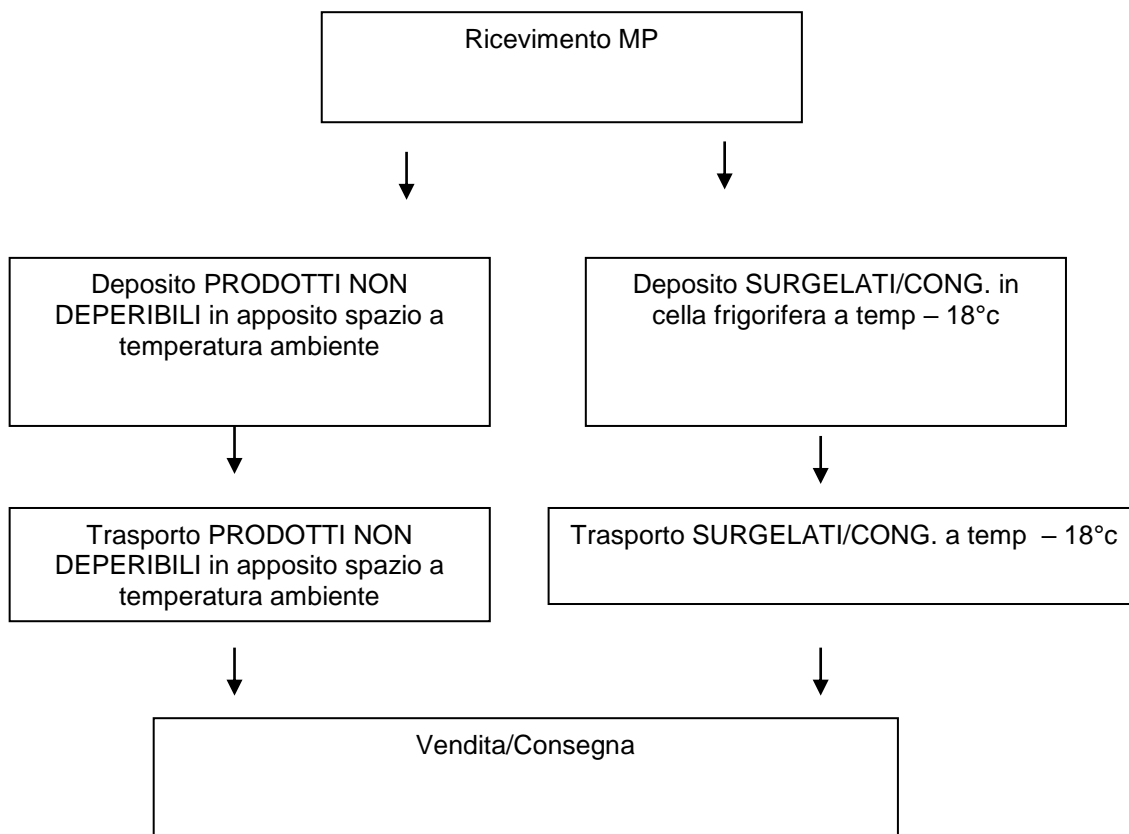 Ricevimento MP
Deposito PRODOTTI NON
DEPERIBILI in apposito spazio a
temperatura ambiente
Deposito SURGELATI/CONG. in
cella frigorifera a temp – 18°c
Trasporto PRODOTTI NON
DEPERIBILI in apposito spazio a
temperatura ambiente
Trasporto SURGELATI/CONG. a temp – 18°c
Vendita/Consegna